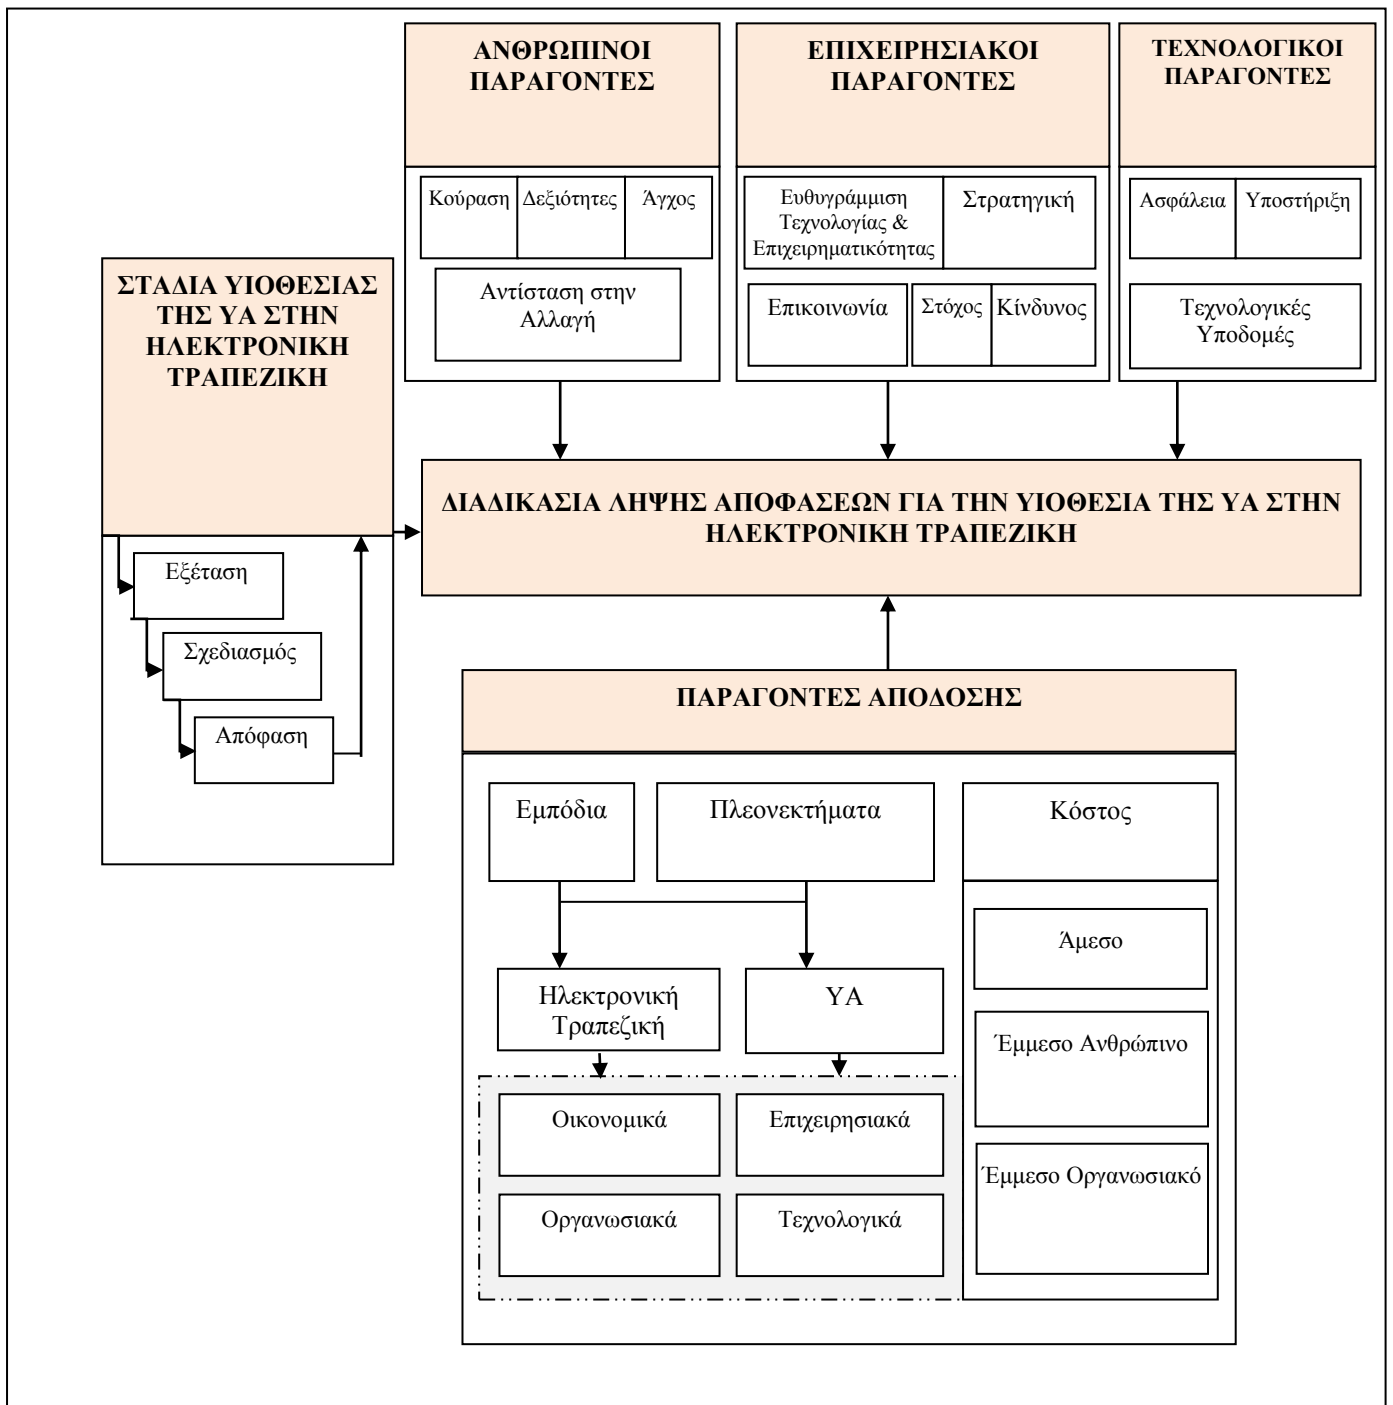 ΑΝΘΡΩΠΙΝΟΙ
ΠΑΡΑΓΟΝΤΕΣ
Κούραση
Δεξιότητες
Άγχος
Αντίσταση στην
Αλλαγή
ΕΠΙΧΕΙΡΗΣΙΑΚΟΙ
ΠΑΡΑΓΟΝΤΕΣ
Ευθυγράμμιση
Τεχνολογίας &
Επιχειρηματικότητας
Στρατηγική
Επικοινωνία
Στόχος
Κίνδυνος
ΤΕΧΝΟΛΟΓΙΚΟΙ
ΠΑΡΑΓΟΝΤΕΣ
Ασφάλεια
Υποστήριξη
Τεχνολογικές
Υποδομές
ΣΤΑΔΙΑ ΥΙΟΘΕΣΙΑΣ
ΤΗΣ ΥΑ ΣΤΗΝ
ΗΛΕΚΤΡΟΝΙΚΗ
ΤΡΑΠΕΖΙΚΗ
Εξέταση
Σχεδιασμός
Απόφαση
ΔΙΑΔΙΚΑΣΙΑ ΛΗΨΗΣ ΑΠΟΦΑΣΕΩΝ ΓΙΑ ΤΗΝ ΥΙΟΘΕΣΙΑ ΤΗΣ ΥΑ ΣΤΗΝ
ΗΛΕΚΤΡΟΝΙΚΗ ΤΡΑΠΕΖΙΚΗ
ΠΑΡΑΓΟΝΤΕΣ ΑΠΟΔΟΣΗΣ
Εμπόδια
Πλεονεκτήματα
Κόστος
Ηλεκτρονική
Τραπεζική
ΥΑ
Οικονομικά
Επιχειρησιακά
Οργανωσιακά
Τεχνολογικά
Άμεσο
Έμμεσο Ανθρώπινο
Έμμεσο Οργανωσιακό